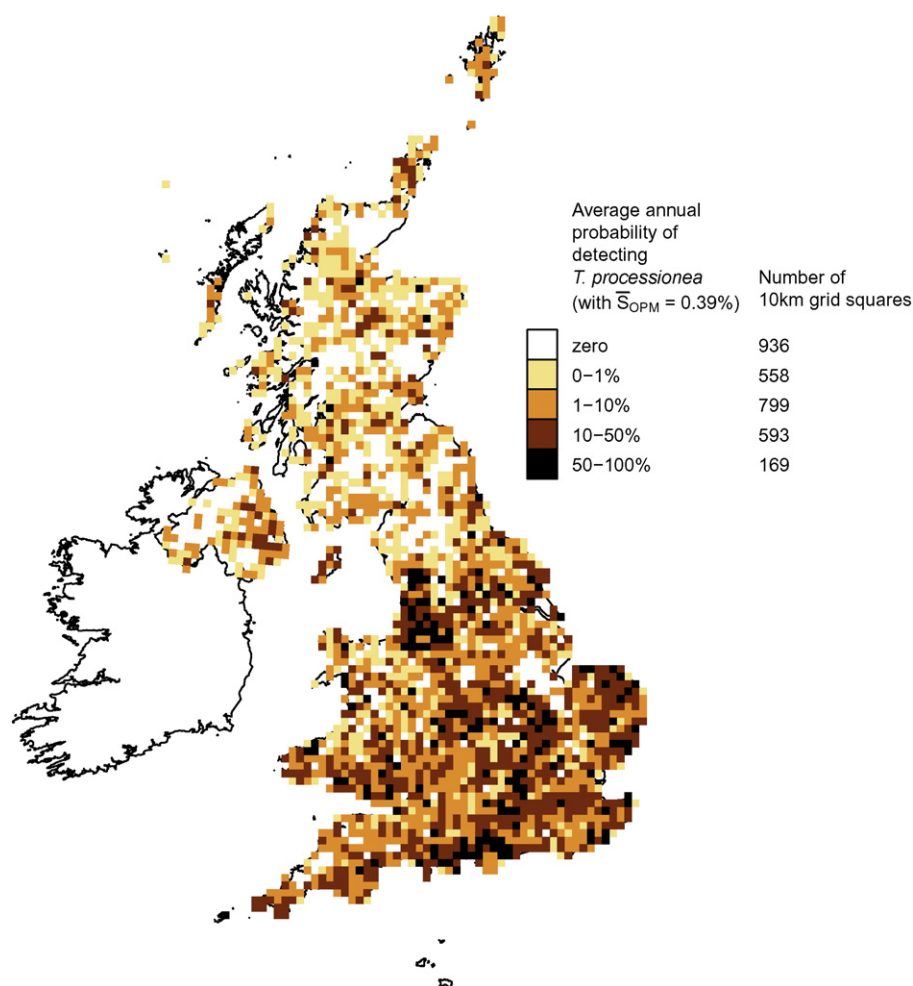 Average annual
probability of
detecting
T. processionea
(with S̅OPM = 0.39%)
Number of
10km grid squares
zero 936
0−1% 558
1−10% 799
10−50% 593
50−100% 169